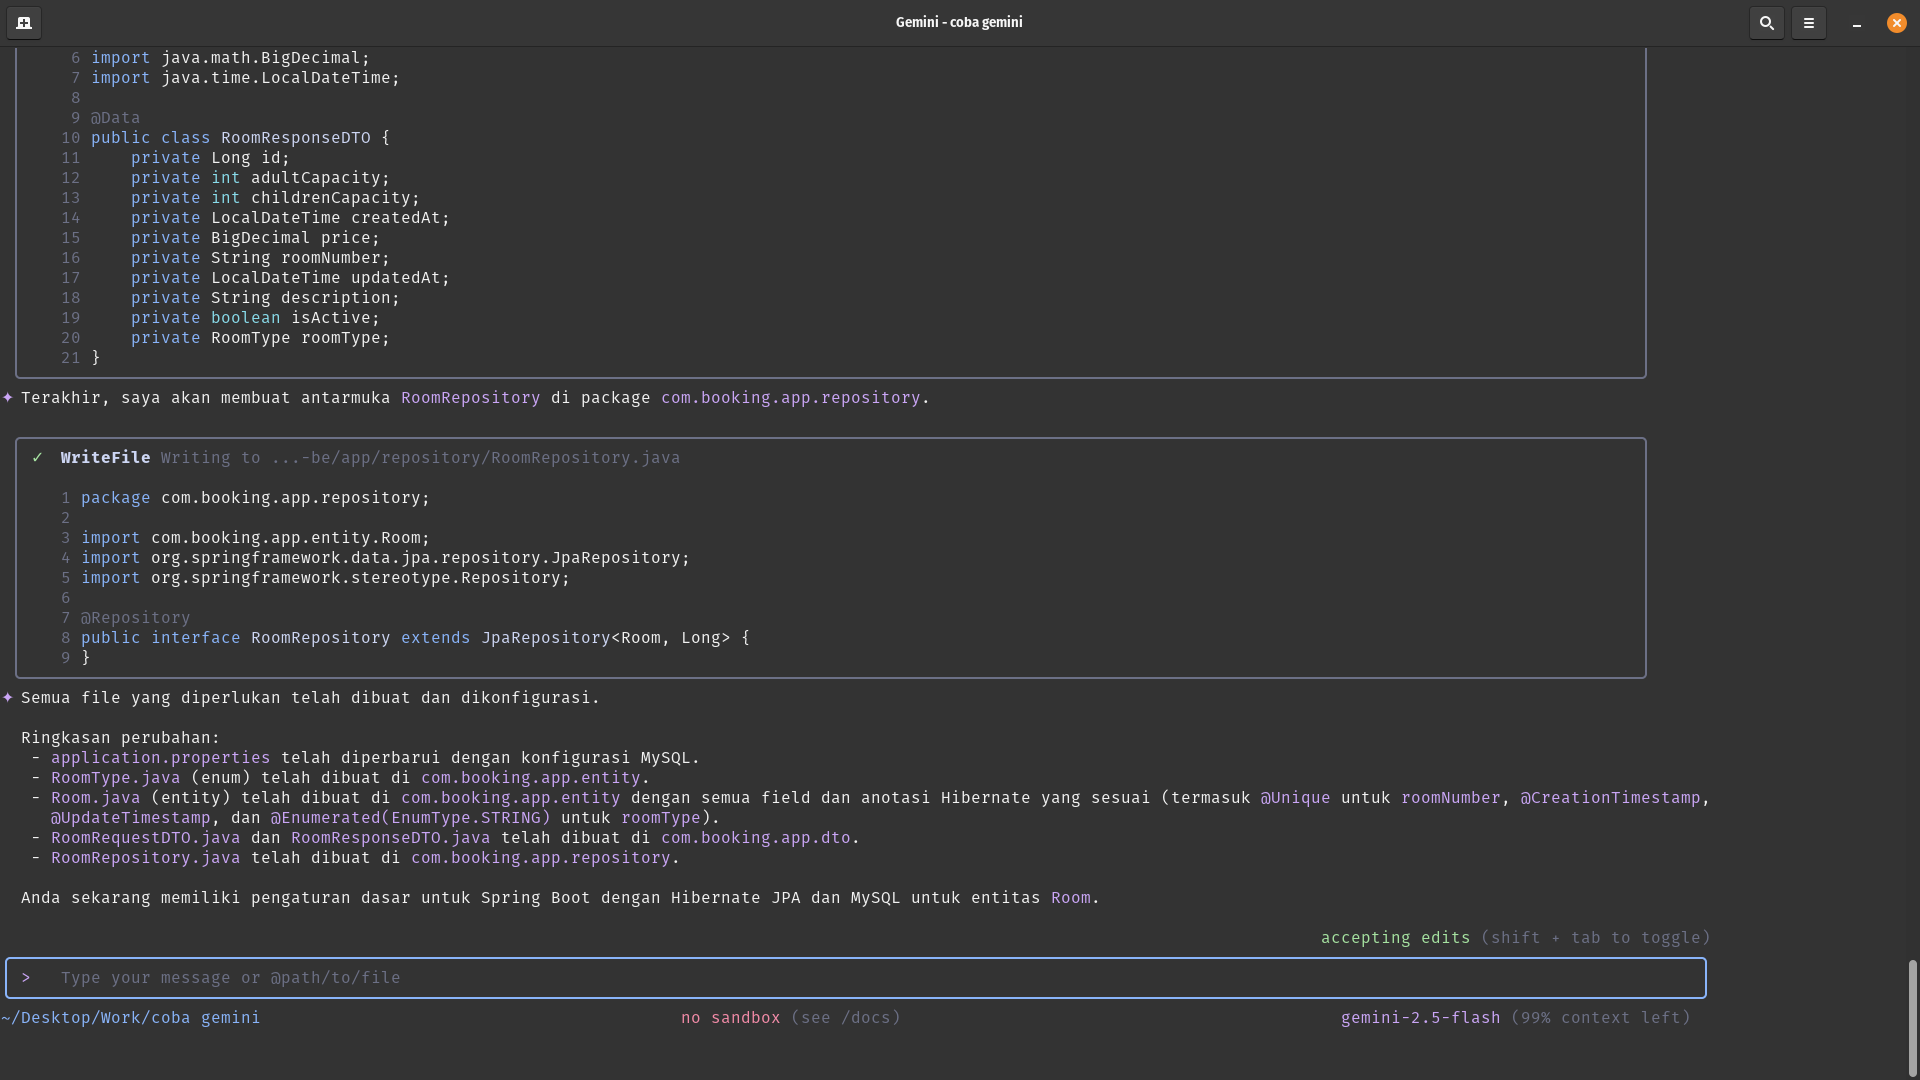 Gemini - coba gemini
6 import java.math.BigDecimal;
7 import java.time.LocalDateTime;
8
9 @Data
10 public class RoomResponseDTO {
11     private Long id;
12     private int adultCapacity;
13     private int childrenCapacity;
14     private LocalDateTime createdAt;
15     private BigDecimal price;
16     private String roomNumber;
17     private LocalDateTime updatedAt;
18     private String description;
19     private boolean isActive;
20     private RoomType roomType;
21 }
✦ Terakhir, saya akan membuat antarmuka RoomRepository di package com.booking.app.repository.
✓ WriteFile Writing to ...-be/app/repository/RoomRepository.java
1 package com.booking.app.repository;
2
3 import com.booking.app.entity.Room;
4 import org.springframework.data.jpa.repository.JpaRepository;
5 import org.springframework.stereotype.Repository;
6
7 @Repository
8 public interface RoomRepository extends JpaRepository<Room, Long> {
9 }
✦ Semua file yang diperlukan telah dibuat dan dikonfigurasi.
Ringkasan perubahan:
- application.properties telah diperbarui dengan konfigurasi MySQL.
- RoomType.java (enum) telah dibuat di com.booking.app.entity.
- Room.java (entity) telah dibuat di com.booking.app.entity dengan semua field dan anotasi Hibernate yang sesuai (termasuk @Unique untuk roomNumber, @CreationTimestamp,
@UpdateTimestamp, dan @Enumerated(EnumType.STRING) untuk roomType).
- RoomRequestDTO.java dan RoomResponseDTO.java telah dibuat di com.booking.app.dto.
- RoomRepository.java telah dibuat di com.booking.app.repository.
Anda sekarang memiliki pengaturan dasar untuk Spring Boot dengan Hibernate JPA dan MySQL untuk entitas Room.
accepting edits (shift + tab to toggle)
> Type your message or @path/to/file
~/Desktop/Work/coba gemini
no sandbox (see /docs)
gemini-2.5-flash (99% context left)